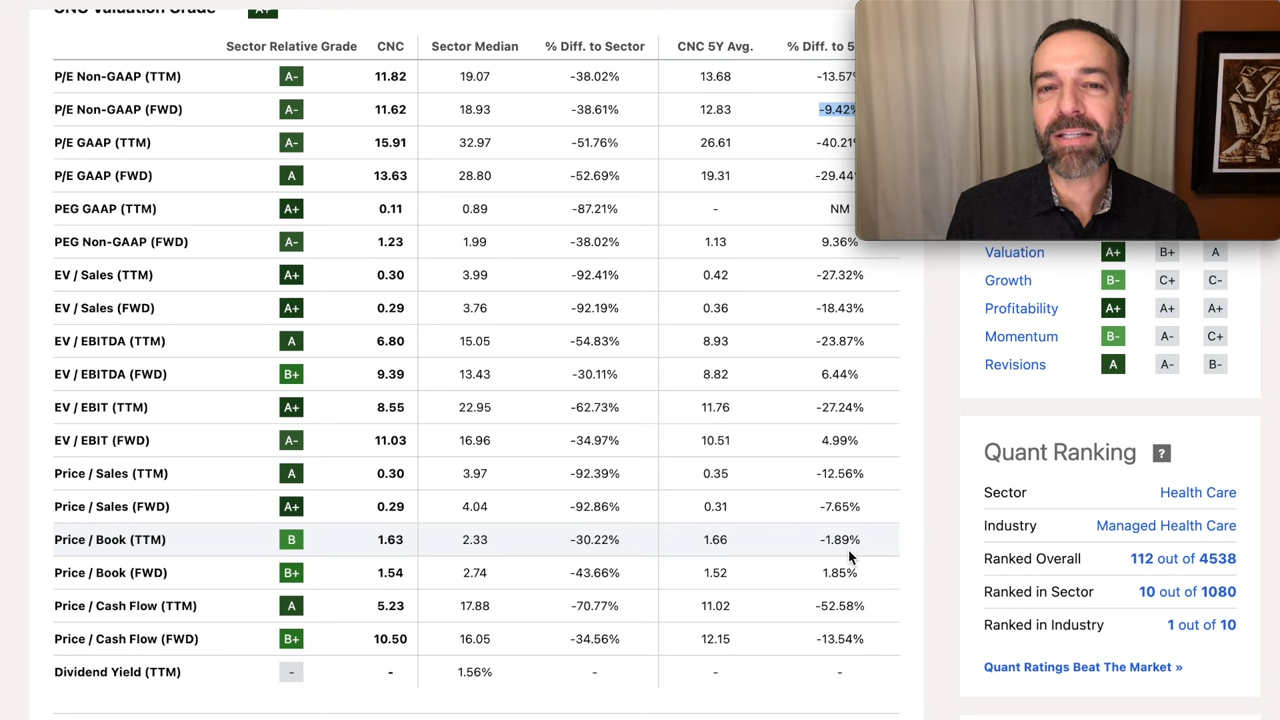 CNC Valuation Grade A+
Sector Relative Grade CNC Sector Median % Diff. to Sector CNC 5Y Avg. % Diff. to 5
P/E Non-GAAP (TTM) A- 11.82 19.07 -38.02% 13.68 -13.57%
P/E Non-GAAP (FWD) A- 11.62 18.93 -38.61% 12.83 -9.42%
P/E GAAP (TTM) A- 15.91 32.97 -51.76% 26.61 -40.21%
P/E GAAP (FWD) A 13.63 28.80 -52.69% 19.31 -29.44%
PEG GAAP (TTM) A+ 0.11 0.89 -87.21% - NM
PEG Non-GAAP (FWD) A- 1.23 1.99 -38.02% 1.13 9.36%
EV / Sales (TTM) A+ 0.30 3.99 -92.41% 0.42 -27.32%
EV / Sales (FWD) A+ 0.29 3.76 -92.19% 0.36 -18.43%
EV / EBITDA (TTM) A 6.80 15.05 -54.83% 8.93 -23.87%
EV / EBITDA (FWD) B+ 9.39 13.43 -30.11% 8.82 6.44%
EV / EBIT (TTM) A+ 8.55 22.95 -62.73% 11.76 -27.24%
EV / EBIT (FWD) A- 11.03 16.96 -34.97% 10.51 4.99%
Price / Sales (TTM) A 0.30 3.97 -92.39% 0.35 -12.56%
Price / Sales (FWD) A+ 0.29 4.04 -92.86% 0.31 -7.65%
Price / Book (TTM) B 1.63 2.33 -30.22% 1.66 -1.89%
Price / Book (FWD) B+ 1.54 2.74 -43.66% 1.52 1.85%
Price / Cash Flow (TTM) A 5.23 17.88 -70.77% 11.02 -52.58%
Price / Cash Flow (FWD) B+ 10.50 16.05 -34.56% 12.15 -13.54%
Dividend Yield (TTM) - - 1.56% - - -
Valuation A+ B+ A
Growth B- C+ C-
Profitability A+ A+ A+
Momentum B- A- C+
Revisions A A- B-
Quant Ranking ?
Sector Health Care
Industry Managed Health Care
Ranked Overall 112 out of 4538
Ranked in Sector 10 out of 1080
Ranked in Industry 1 out of 10
Quant Ratings Beat The Market »